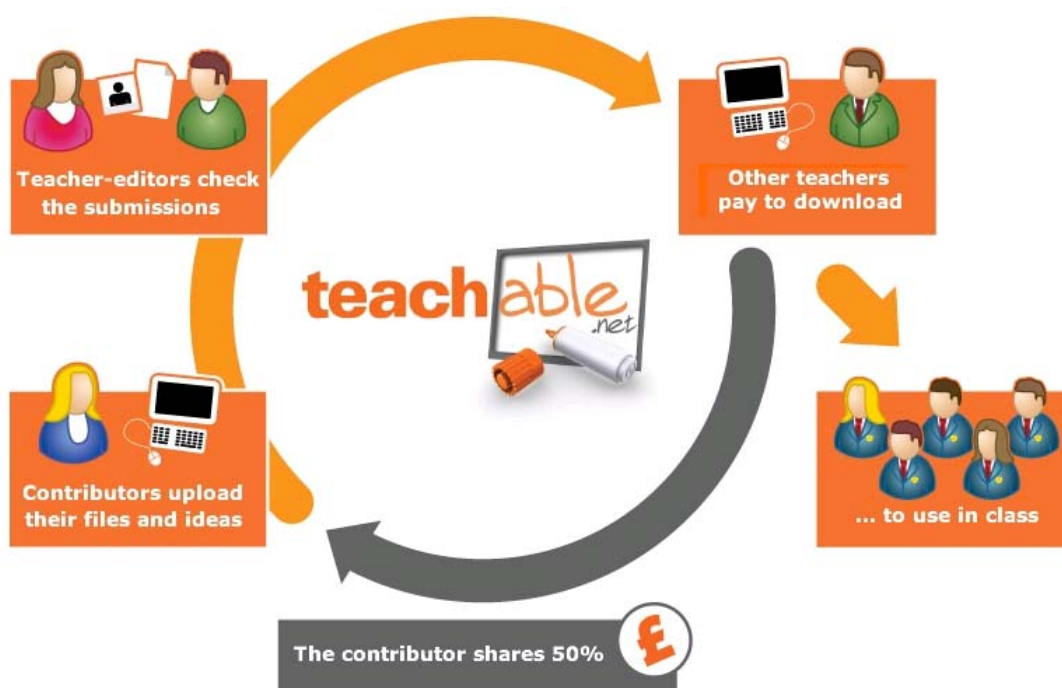 Teacher-editors check
the submissions
Other teachers
pay to download
teachable
.net
Contributors upload
their files and ideas
... to use in class
The contributor shares 50%
£